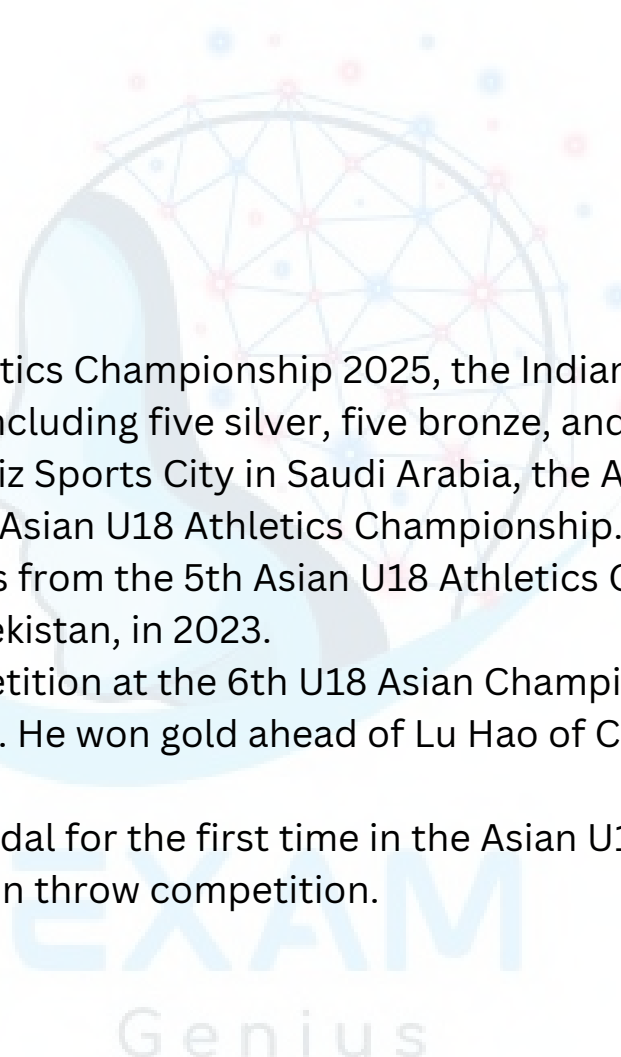 tics Championship 2025, the Indian
ncluding five silver, five bronze, and
iz Sports City in Saudi Arabia, the A
Asian U18 Athletics Championship.
s from the 5th Asian U18 Athletics C
ekistan, in 2023.
etition at the 6th U18 Asian Champi
. He won gold ahead of Lu Hao of C
dal for the first time in the Asian U1
n throw competition.
EXAM
Genius